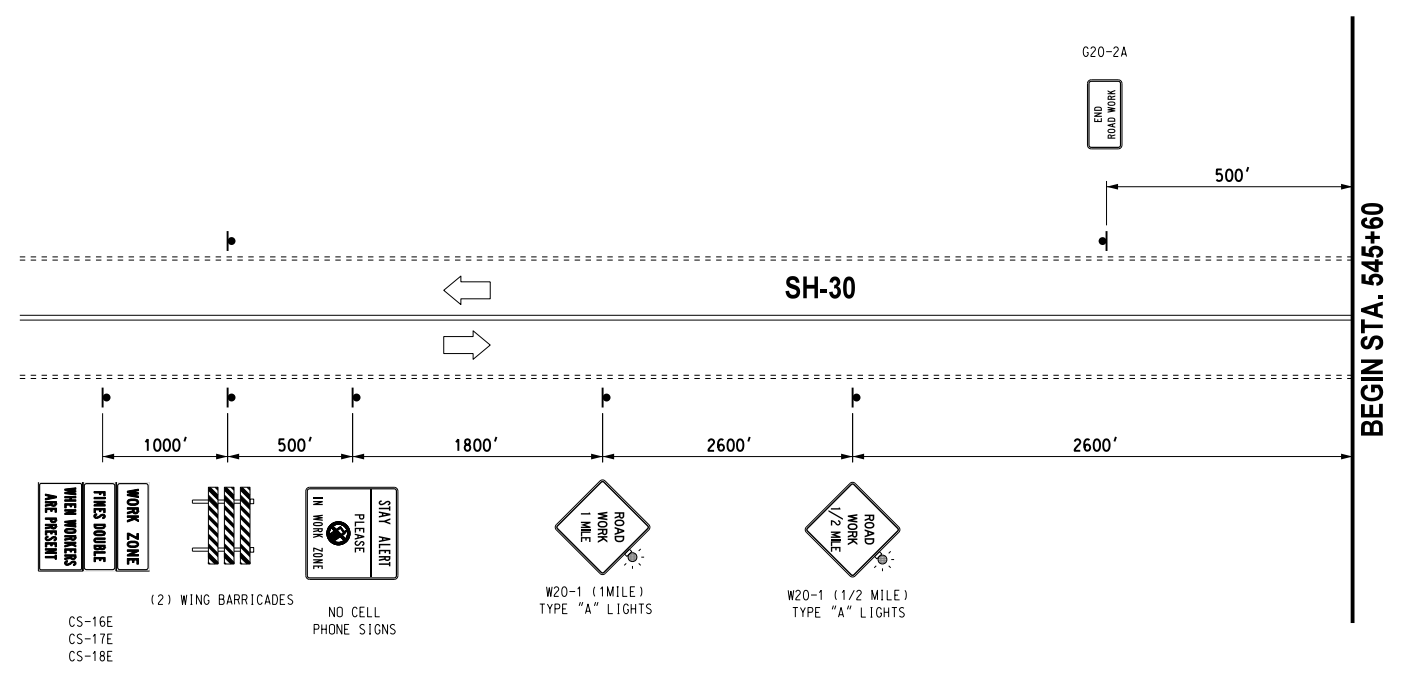 G20-2A
END
ROAD WORK
500'
BEGIN STA. 545+60
SH-30
1000'
500'
1800'
2600'
2600'
WORK ZONE
FINES DOUBLE
WHEN WORKERS
ARE PRESENT
CS-16E
CS-17E
CS-18E
(2) WING BARRICADES
STAY ALERT
PLEASE
IN WORK ZONE
NO CELL
PHONE SIGNS
ROAD
WORK
1 MILE
W20-1 (1MILE)
TYPE "A" LIGHTS
ROAD
WORK
1/2 MILE
W20-1 (1/2 MILE)
TYPE "A" LIGHTS